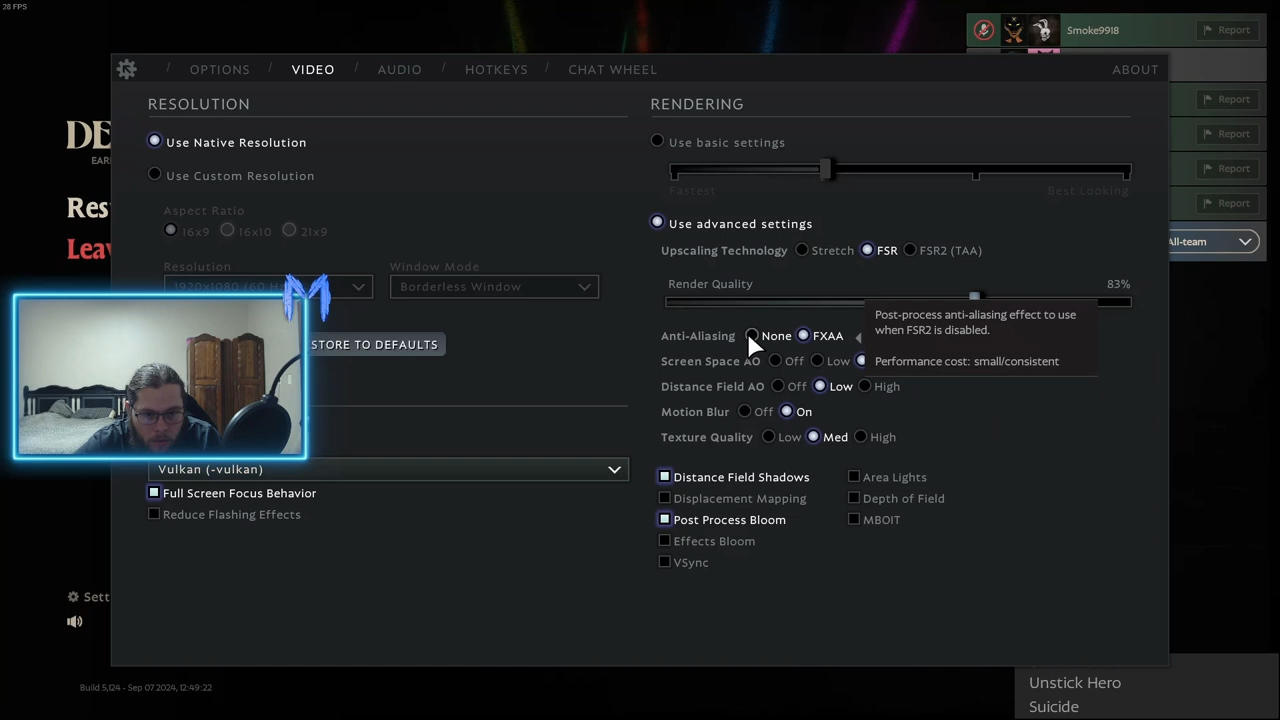 28 FPS
Smoke9918
Report
OPTIONS / VIDEO / AUDIO / HOTKEYS / CHAT WHEEL
ABOUT
RESOLUTION
Use Native Resolution
Use Custom Resolution
Aspect Ratio
16x9 16x10 21x9
Resolution
Window Mode
1920x1080 (60 H
Borderless Window
STORE TO DEFAULTS
Vulkan (-vulkan)
Full Screen Focus Behavior
Reduce Flashing Effects
RENDERING
Use basic settings
Fastest
Best Looking
Use advanced settings
Upscaling Technology Stretch FSR FSR2 (TAA)
Render Quality 83%
Anti-Aliasing None FXAA
Post-process anti-aliasing effect to use
when FSR2 is disabled.
Performance cost: small/consistent
Screen Space AO Off Low
Distance Field AO Off Low High
Motion Blur Off On
Texture Quality Low Med High
Distance Field Shadows
Area Lights
Displacement Mapping
Depth of Field
Post Process Bloom
MBOIT
Effects Bloom
VSync
Report
Report
Report
Report
All-team
DE
EAR
Res
Leav
M
Sett
Build 5,124 - Sep 07 2024, 12:49:22
Unstick Hero
Suicide